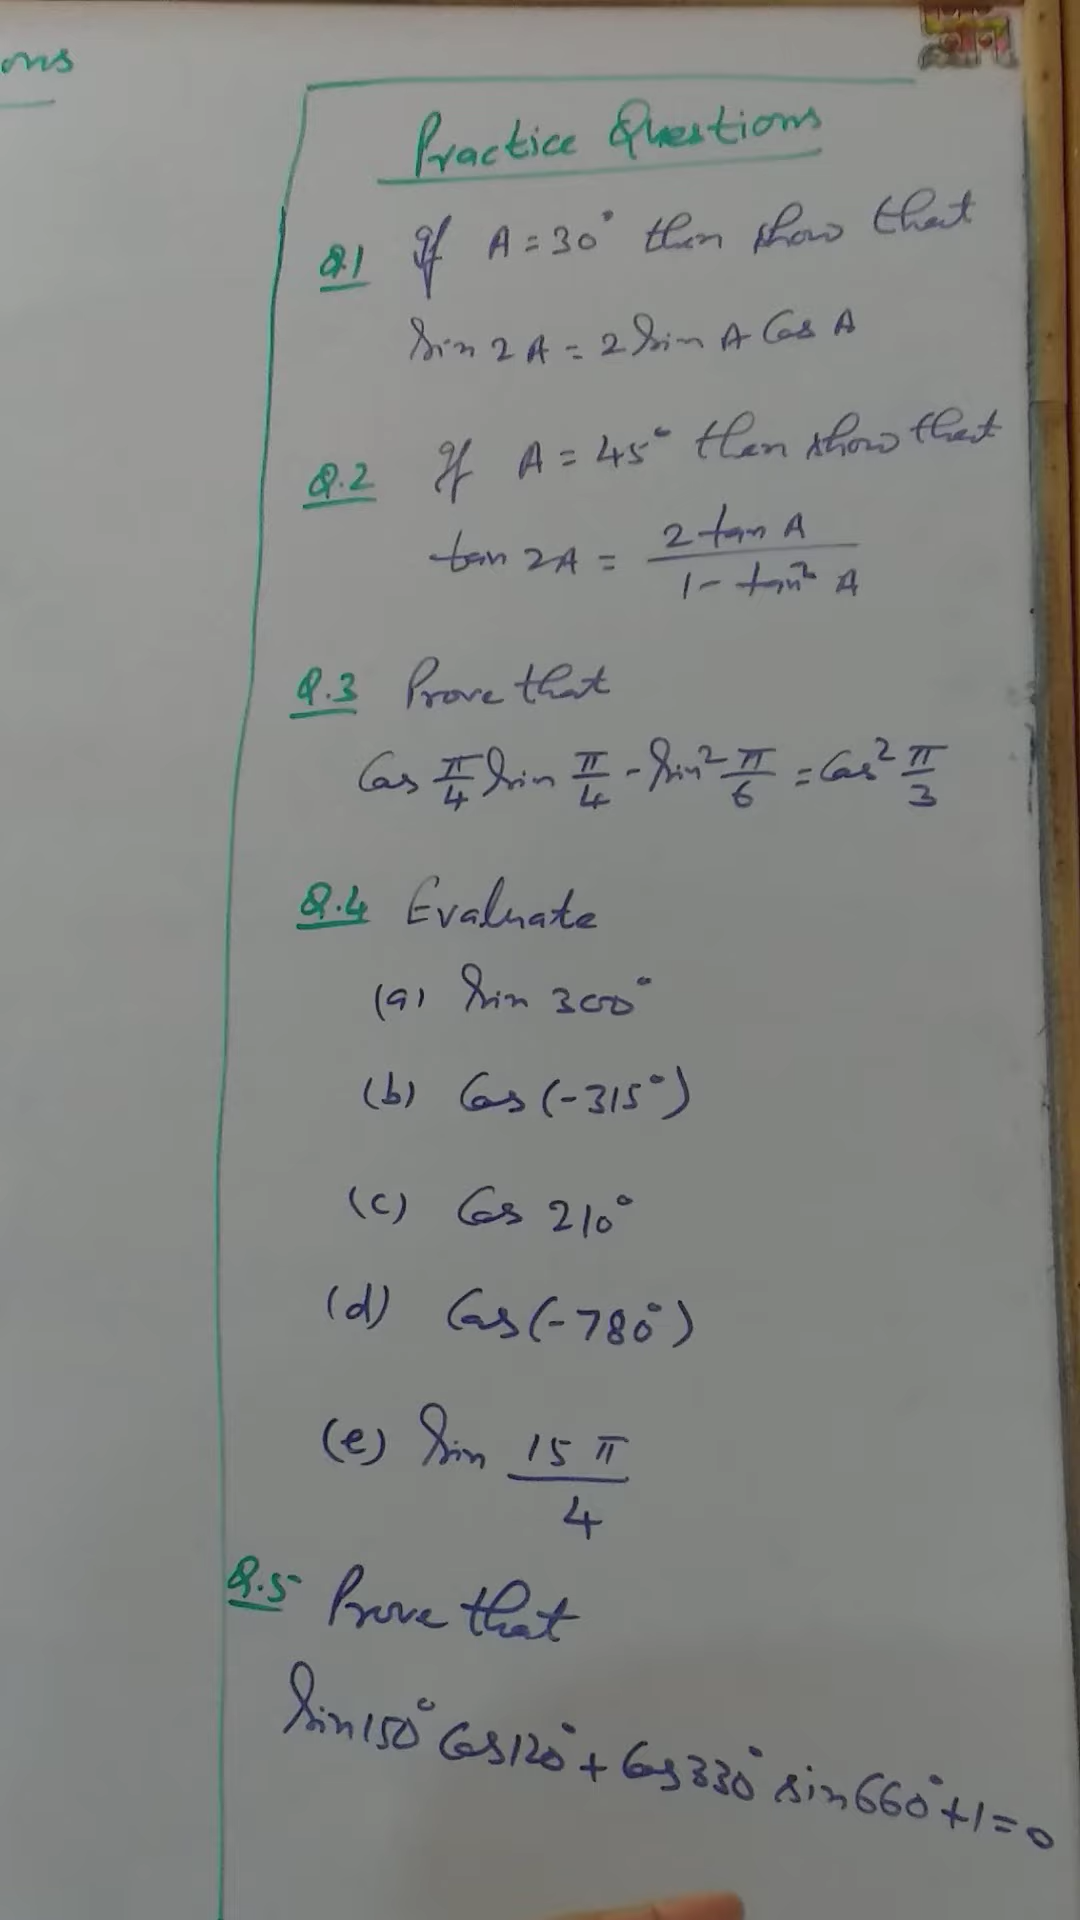 ons
Practice Questions
Q.1 If A = 30° then show that
Sin 2A = 2 Sin A Cos A
Q.2 If A = 45° then show that
tan 2A = 2 tan A / 1 - tan² A
Q.3 Prove that
Cos π/4 Sin π/4 - Sin² π/6 = Cos² π/3
Q.4 Evaluate
(a) Sin 300°
(b) Cos (-315°)
(c) Cos 210°
(d) Cos (-780°)
(e) Sin 15π/4
Q.5 Prove that
Sin 150° Cos 120° + Cos 330° sin 660° + 1 = 0